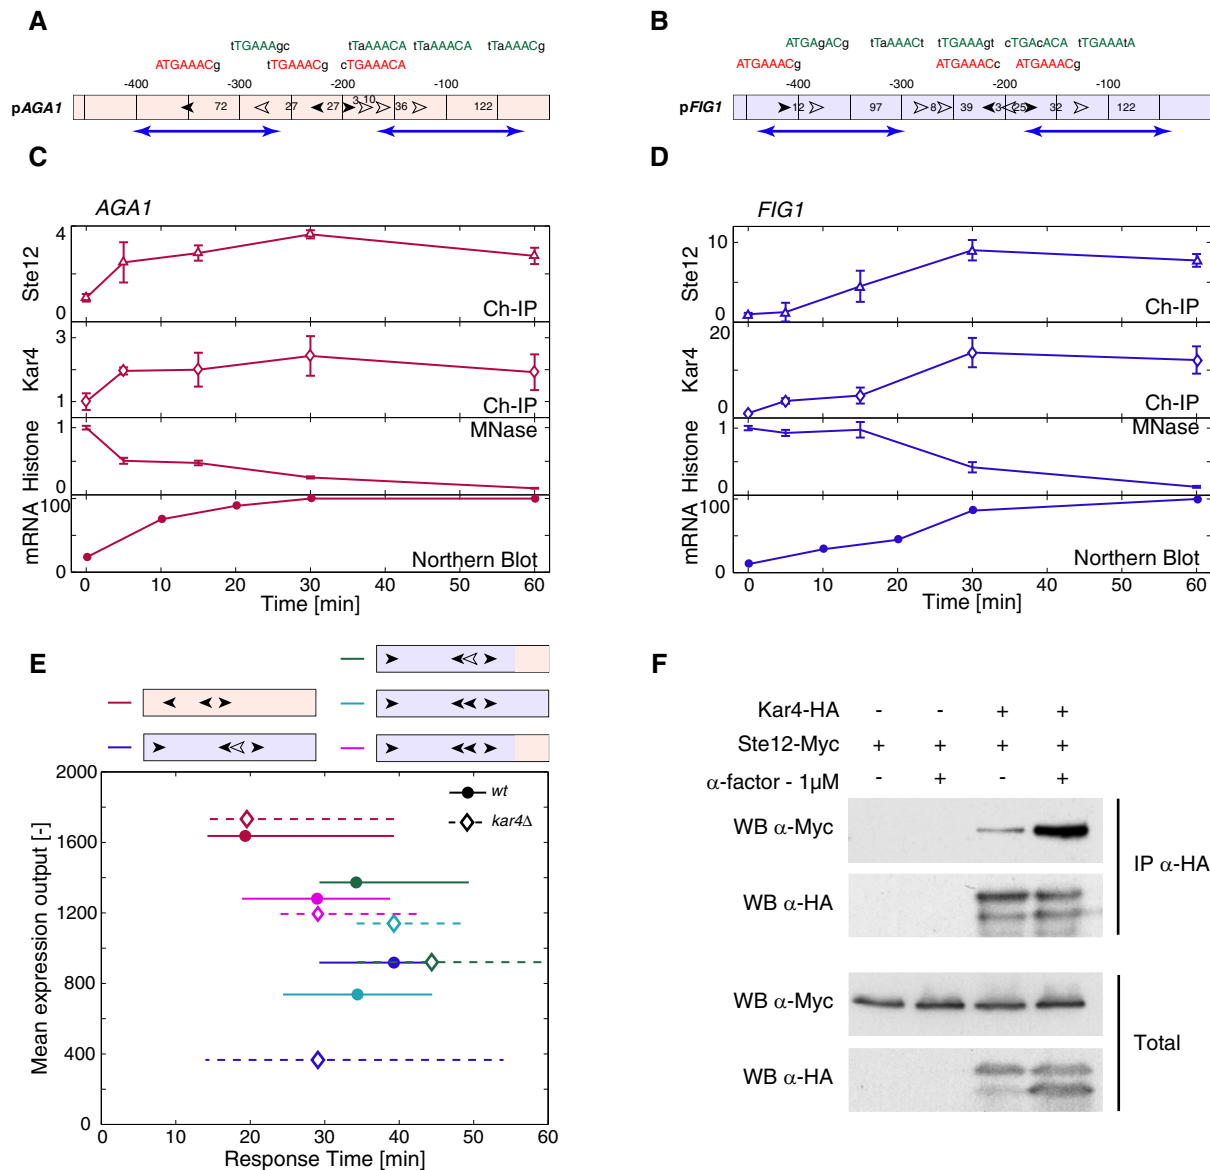 A
tTGAAAgc tTaAAACA tTaAAACA tTaAAACg
ATGAAACg tTGAAACg cTGAAACA
-400 -200 -100
pAGA1 72 27 27 3 10 36 122
B
ATGAgACg tTaAAACt tTGAAAgt cTGAcACA tTGAAAtA
ATGAAACg ATGAAACc ATGAAACg
-400 -300 -200 -100
pFIG1 12 97 8 39 3 25 32 122
C
AGA1
4
0
Ste12
Ch-IP
3
1
Kar4
Ch-IP
1
0
Histone
MNase
100
0
mRNA
Northern Blot
0 10 20 30 40 50 60
Time [min]
D
FIG1
10
0
Ste12
Ch-IP
20
0
Kar4
Ch-IP
1
0
Histone
MNase
100
0
mRNA
Northern Blot
0 10 20 30 40 50 60
Time [min]
E
2000
1600
1200
800
400
0
Mean expression output [-]
wt
kar4Δ
0 10 20 30 40 50 60
Response Time [min]
F
Kar4-HA - - + +
Ste12-Myc + + + +
α-factor - 1µM - + - +
WB α-Myc
WB α-HA
IP α-HA
WB α-Myc
WB α-HA
Total